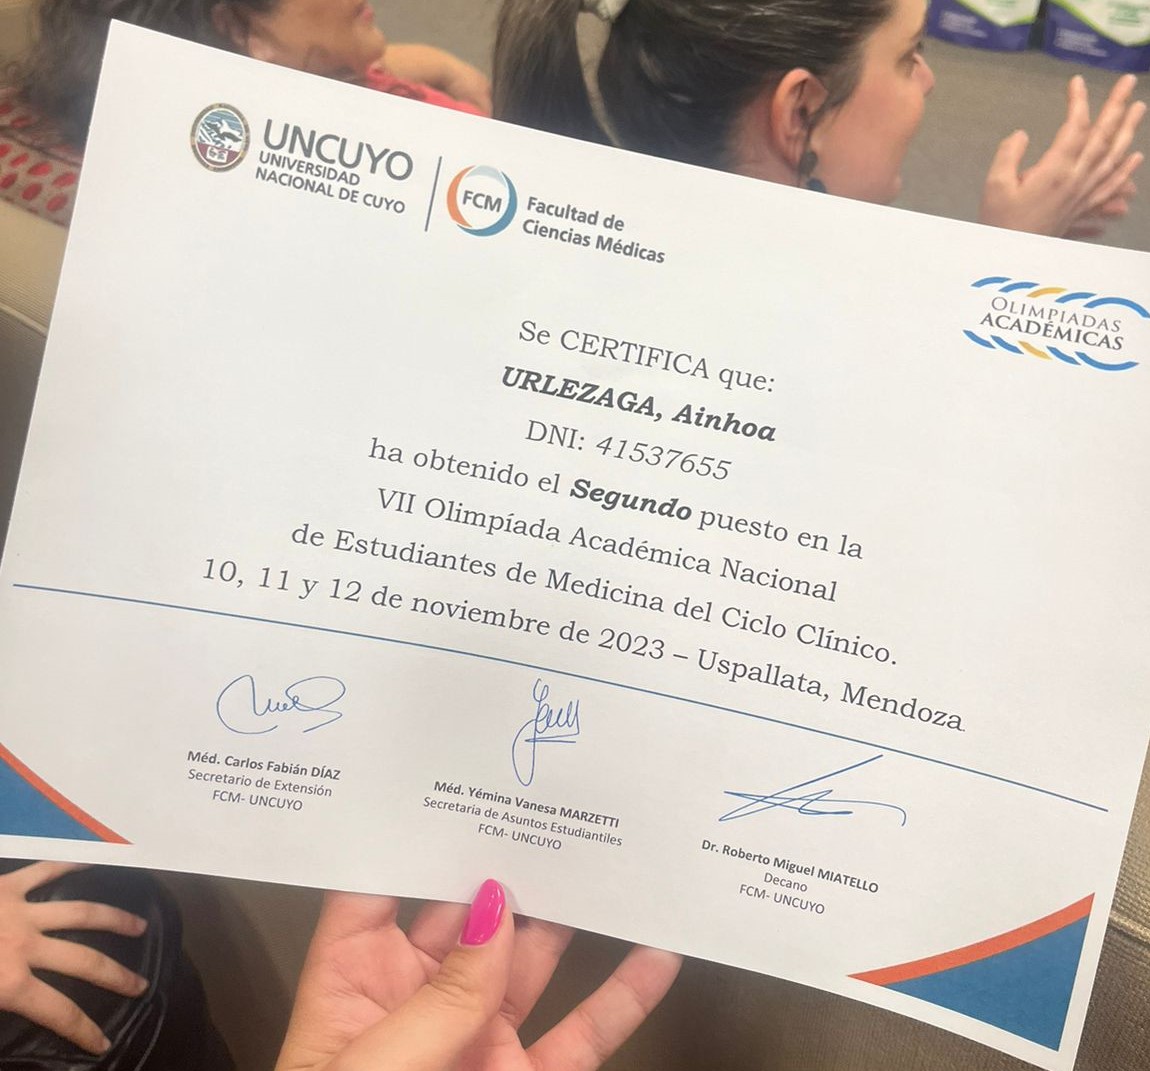 UNCUYO
UNIVERSIDAD
NACIONAL DE CUYO
FCM
Facultad de
Ciencias Médicas
OLIMPIADAS
ACADÉMICAS
Se CERTIFICA que:
URLEZAGA, Ainhoa
DNI: 41537655
ha obtenido el Segundo puesto en la
VII Olimpíada Académica Nacional
de Estudiantes de Medicina del Ciclo Clínico.
10, 11 y 12 de noviembre de 2023 – Uspallata, Mendoza
Méd. Carlos Fabián DÍAZ
Secretario de Extensión
FCM- UNCUYO
Méd. Yémina Vanesa MARZETTI
Secretaria de Asuntos Estudiantiles
FCM- UNCUYO
Dr. Roberto Miguel MIATELLO
Decano
FCM- UNCUYO